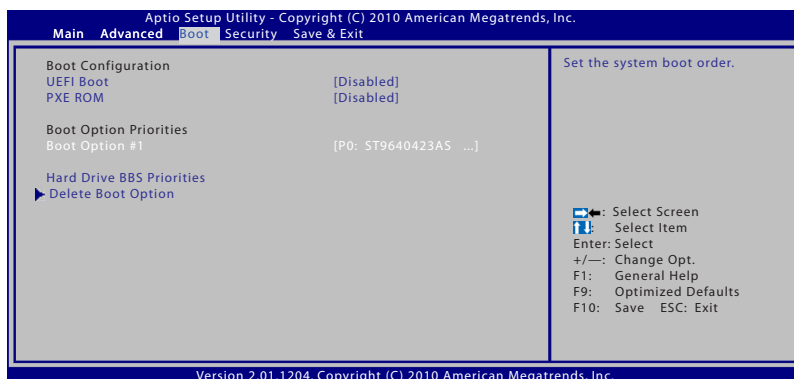 Aptio Setup Utility - Copyright (C) 2010 American Megatrends, Inc.
Main Advanced Boot Security Save & Exit
Boot Configuration
UEFI Boot [Disabled]
PXE ROM [Disabled]
Boot Option Priorities
Boot Option #1 [P0: ST9640423AS ...]
Hard Drive BBS Priorities
Delete Boot Option
Set the system boot order.
: Select Screen
: Select Item
Enter: Select
+/—: Change Opt.
F1: General Help
F9: Optimized Defaults
F10: Save ESC: Exit
Version 2.01.1204. Copyright (C) 2010 American Megatrends, Inc.